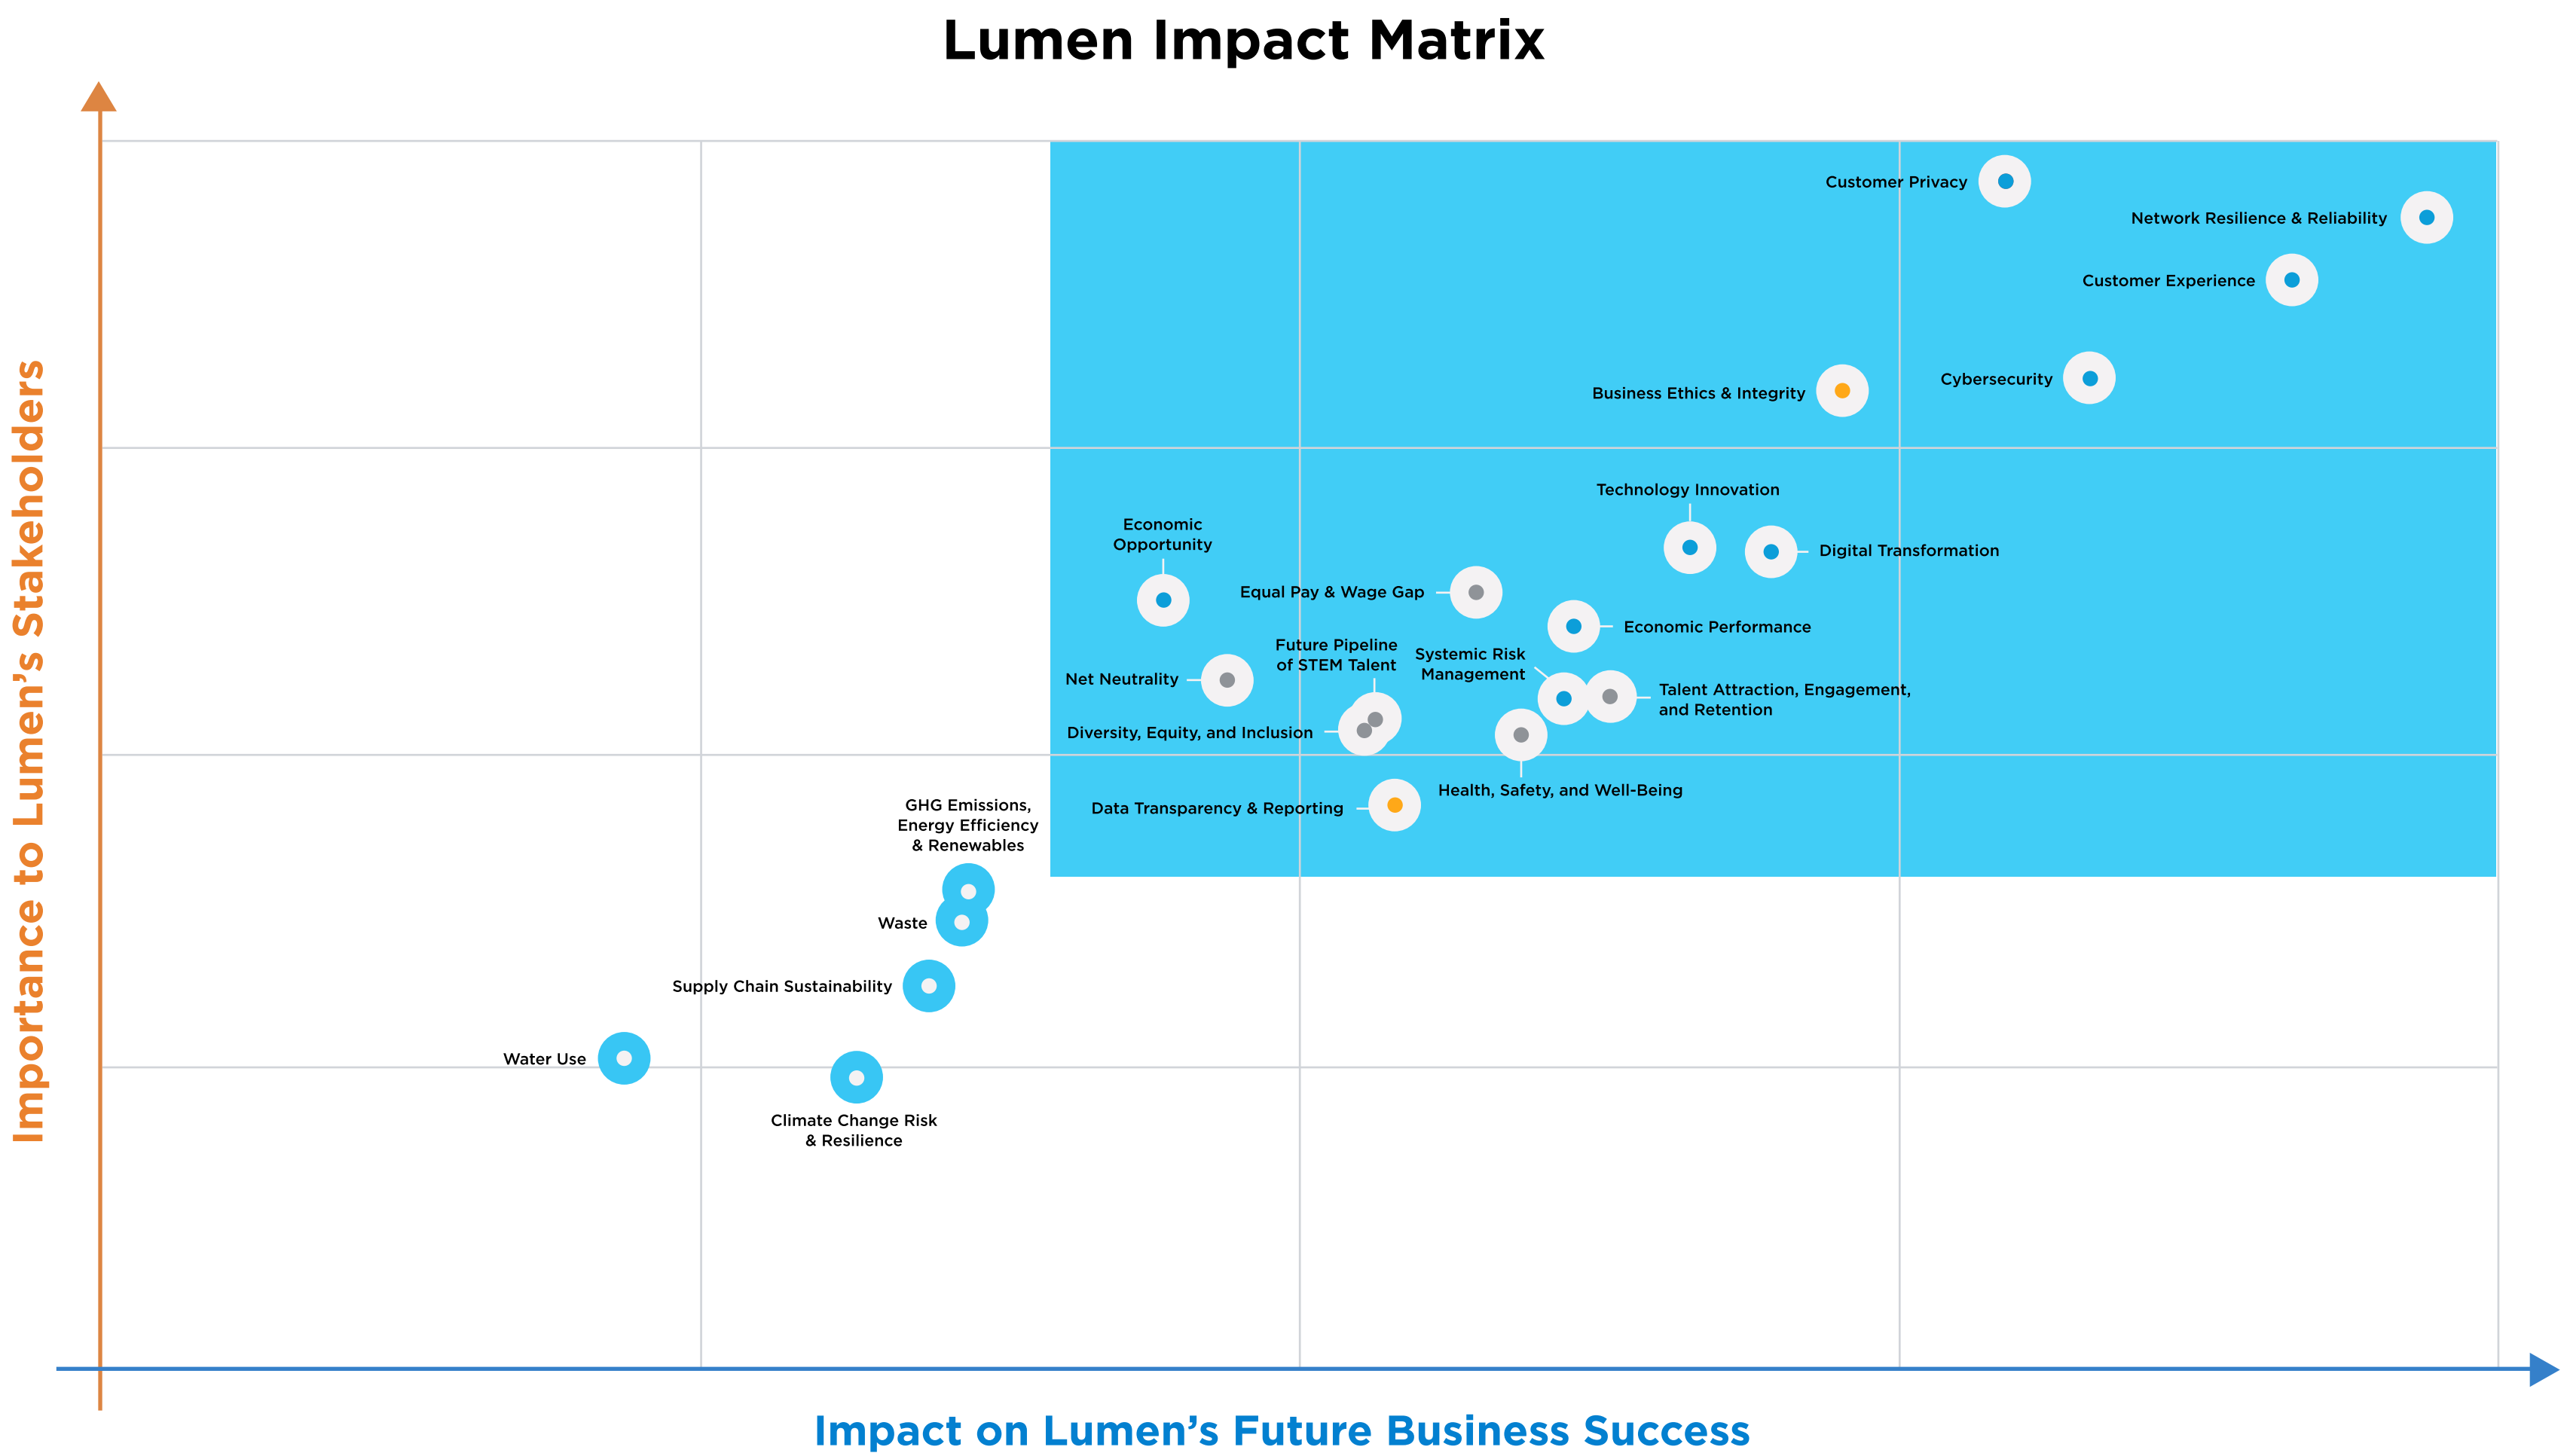 Lumen Impact Matrix
Importance to Lumen's Stakeholders
Customer Privacy
Network Resilience & Reliability
Customer Experience
Cybersecurity
Business Ethics & Integrity
Technology Innovation
Economic
Opportunity
Digital Transformation
Equal Pay & Wage Gap
Economic Performance
Future Pipeline
of STEM Talent
Systemic Risk
Management
Net Neutrality
Talent Attraction, Engagement,
and Retention
Diversity, Equity, and Inclusion
Health, Safety, and Well-Being
Data Transparency & Reporting
GHG Emissions,
Energy Efficiency
& Renewables
Waste
Supply Chain Sustainability
Water Use
Climate Change Risk
& Resilience
Impact on Lumen’s Future Business Success